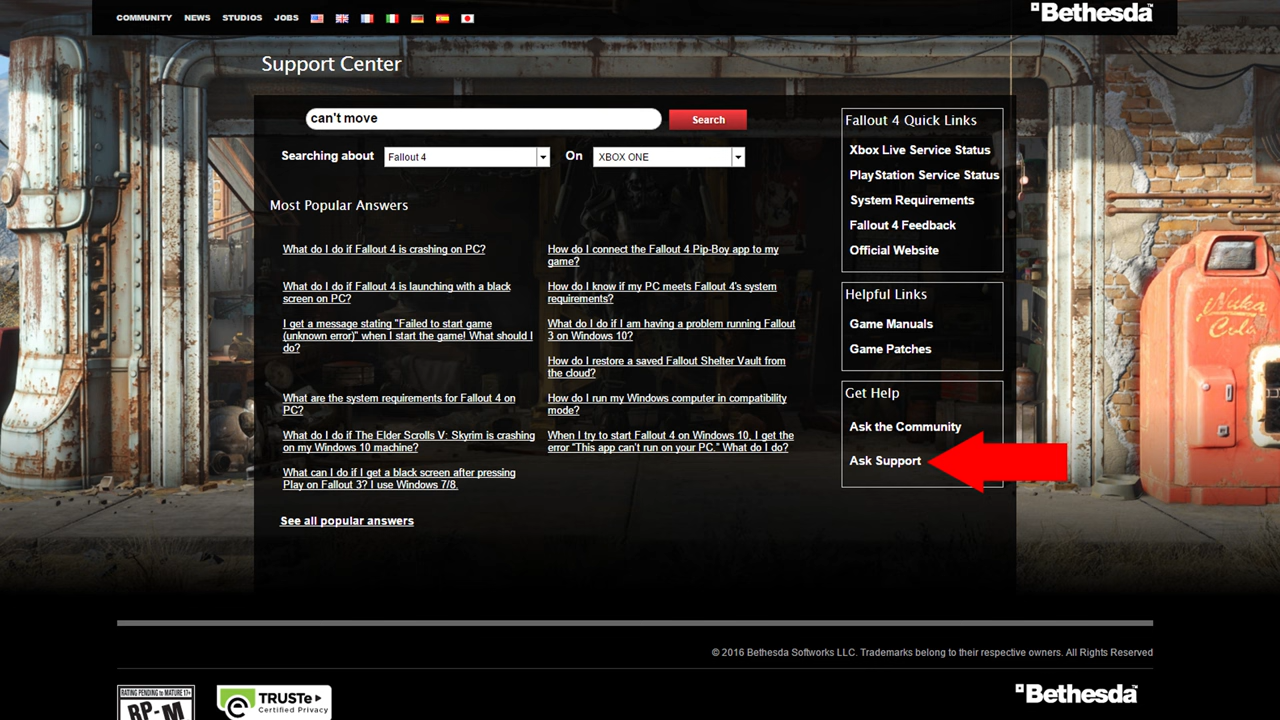 COMMUNITY NEWS STUDIOS JOBS
Bethesda™
Support Center
can't move
Search
Searching about Fallout 4 On XBOX ONE
Most Popular Answers
What do I do if Fallout 4 is crashing on PC?
What do I do if Fallout 4 is launching with a black
screen on PC?
I get a message stating "Failed to start game
(unknown error)" when I start the game! What should I
do?
What are the system requirements for Fallout 4 on
PC?
What do I do if The Elder Scrolls V: Skyrim is crashing
on my Windows 10 machine?
What can I do if I get a black screen after pressing
Play on Fallout 3? I use Windows 7/8.
How do I connect the Fallout 4 Pip-Boy app to my
game?
How do I know if my PC meets Fallout 4's system
requirements?
What do I do if I am having a problem running Fallout
3 on Windows 10?
How do I restore a saved Fallout Shelter Vault from
the cloud?
How do I run my Windows computer in compatibility
mode?
When I try to start Fallout 4 on Windows 10, I get the
error "This app can't run on your PC." What do I do?
See all popular answers
Fallout 4 Quick Links
Xbox Live Service Status
PlayStation Service Status
System Requirements
Fallout 4 Feedback
Official Website
Helpful Links
Game Manuals
Game Patches
Get Help
Ask the Community
Ask Support
Nuka
Cola
© 2016 Bethesda Softworks LLC. Trademarks belong to their respective owners. All Rights Reserved
RATING PENDING to MATURE 17+
RP-M
TRUSTe
Certified Privacy
Bethesda™